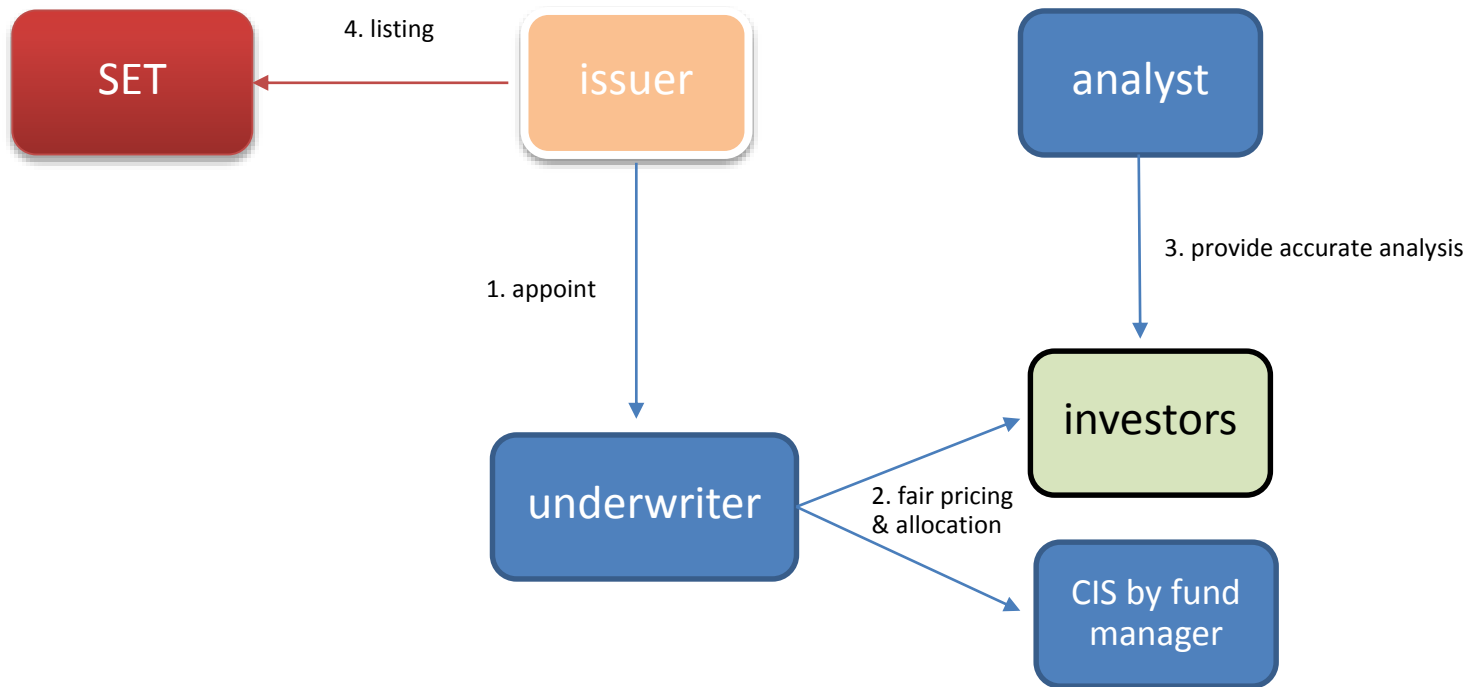 4. listing
SET
issuer
analyst
3. provide accurate analysis
1. appoint
investors
underwriter
2. fair pricing
& allocation
CIS by fund
manager